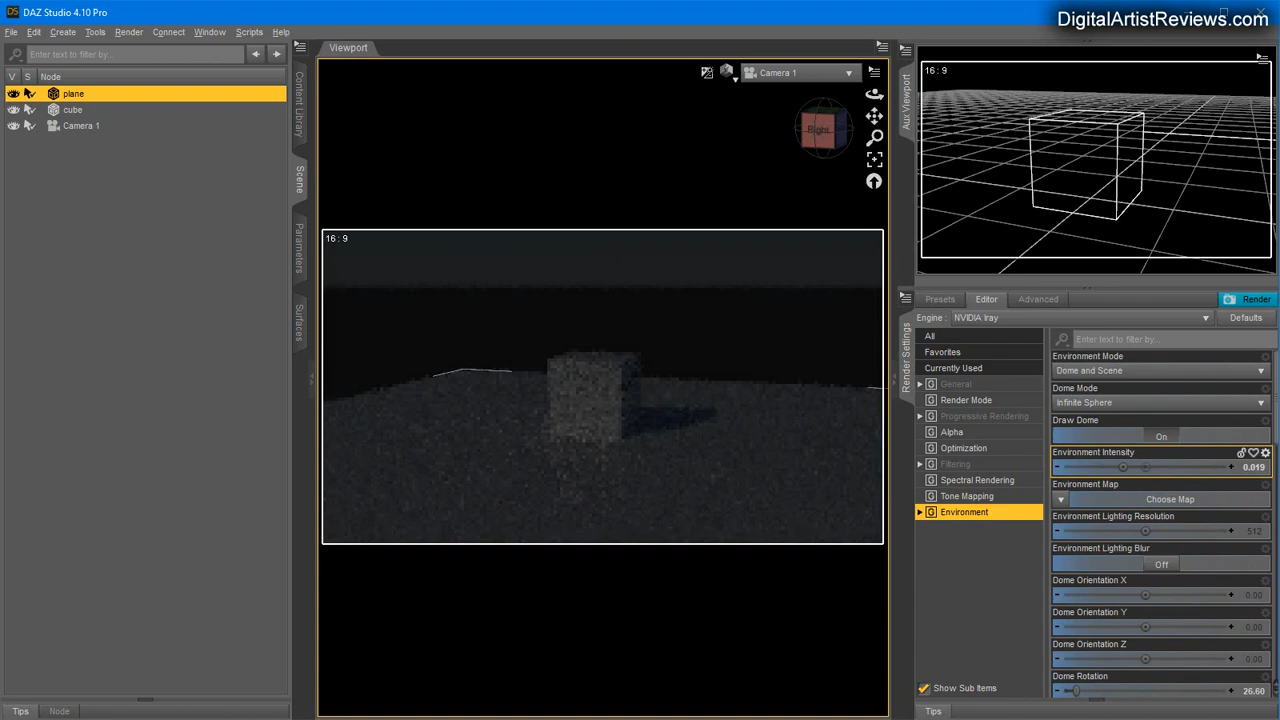 DAZ Studio 4.10 Pro
DigitalArtistReviews.com
File Edit Create Tools Render Connect Window Scripts Help
Enter text to filter by...
V S Node
plane
cube
Camera 1
Content Library
Scene
Parameters
Surfaces
Viewport
Camera 1
Right
16 : 9
Aux Viewport
16 : 9
Render Settings
Presets Editor Advanced Render
Engine : NVIDIA Iray Defaults
All
Favorites
Currently Used
General
Render Mode
Progressive Rendering
Alpha
Optimization
Filtering
Spectral Rendering
Tone Mapping
Environment
Show Sub Items
Enter text to filter by...
Environment Mode
Dome and Scene
Dome Mode
Infinite Sphere
Draw Dome
On
Environment Intensity
0.019
Environment Map
Choose Map
Environment Lighting Resolution
512
Environment Lighting Blur
Off
Dome Orientation X
0.00
Dome Orientation Y
0.00
Dome Orientation Z
0.00
Dome Rotation
26.60
Tips Node
Tips